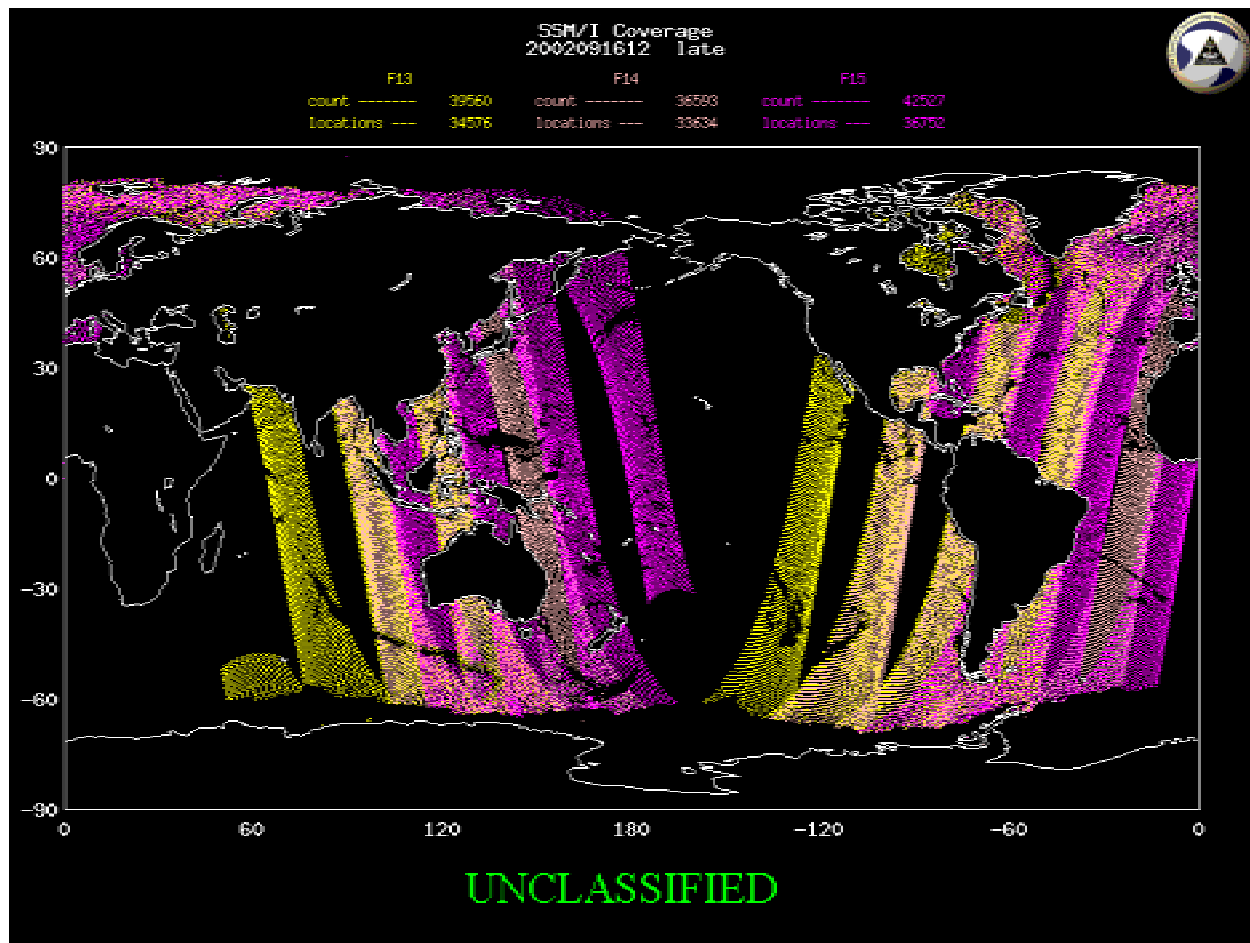 SSM/I Coverage
2002091612 late
F13 F14 F15
count -------- 39560 count -------- 36593 count -------- 42527
locations --- 34576 locations --- 33634 locations --- 36752
90
60
30
0
-30
-60
-90
0 60 120 180 -120 -60 0
UNCLASSIFIED